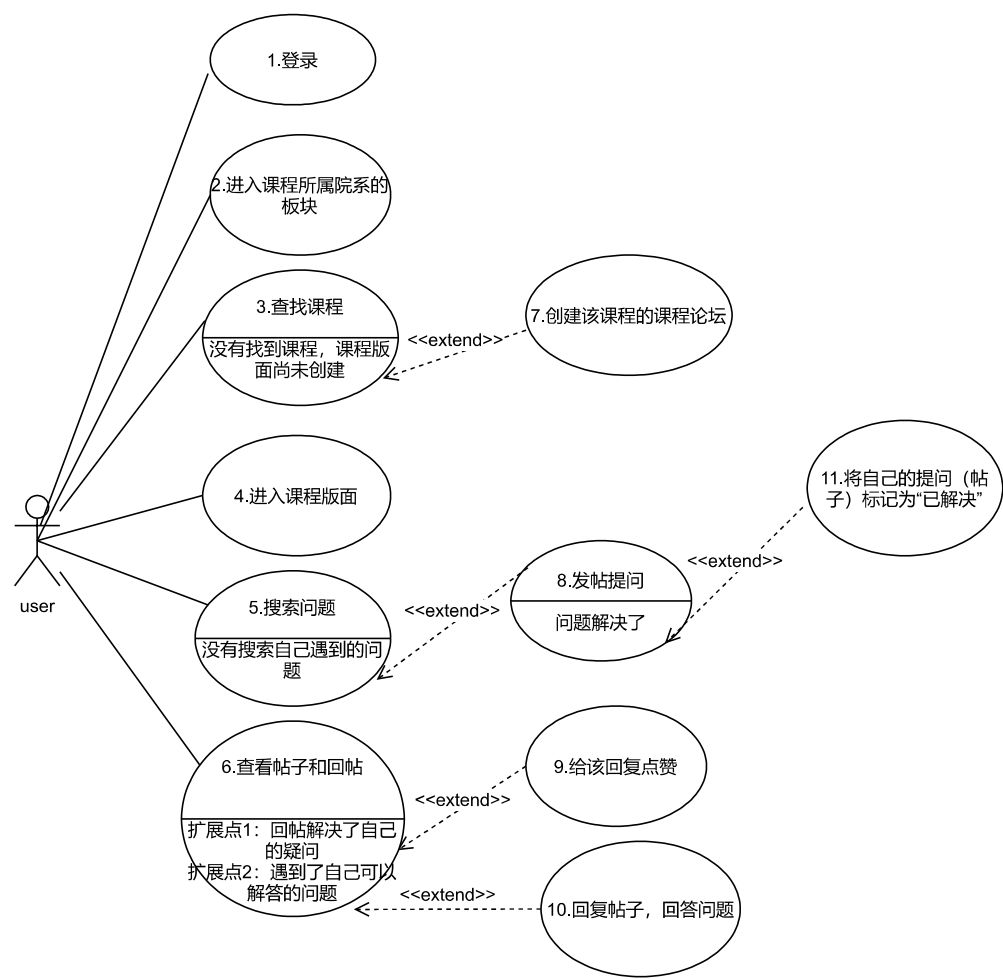 1.登录
2.进入课程所属院系的
板块
3.查找课程
没有找到课程，课程版
面尚未创建
<<extend>>
7.创建该课程的课程论坛
4.进入课程版面
11.将自己的提问（帖
子）标记为“已解决”
<<extend>>
user
5.搜索问题
没有搜索自己遇到的问
题
<<extend>>
8.发帖提问
问题解决了
6.查看帖子和回帖
扩展点1：回帖解决了自己
的疑问
扩展点2：遇到了自己可以
解答的问题
<<extend>>
9.给该回复点赞
<<extend>>
10.回复帖子，回答问题